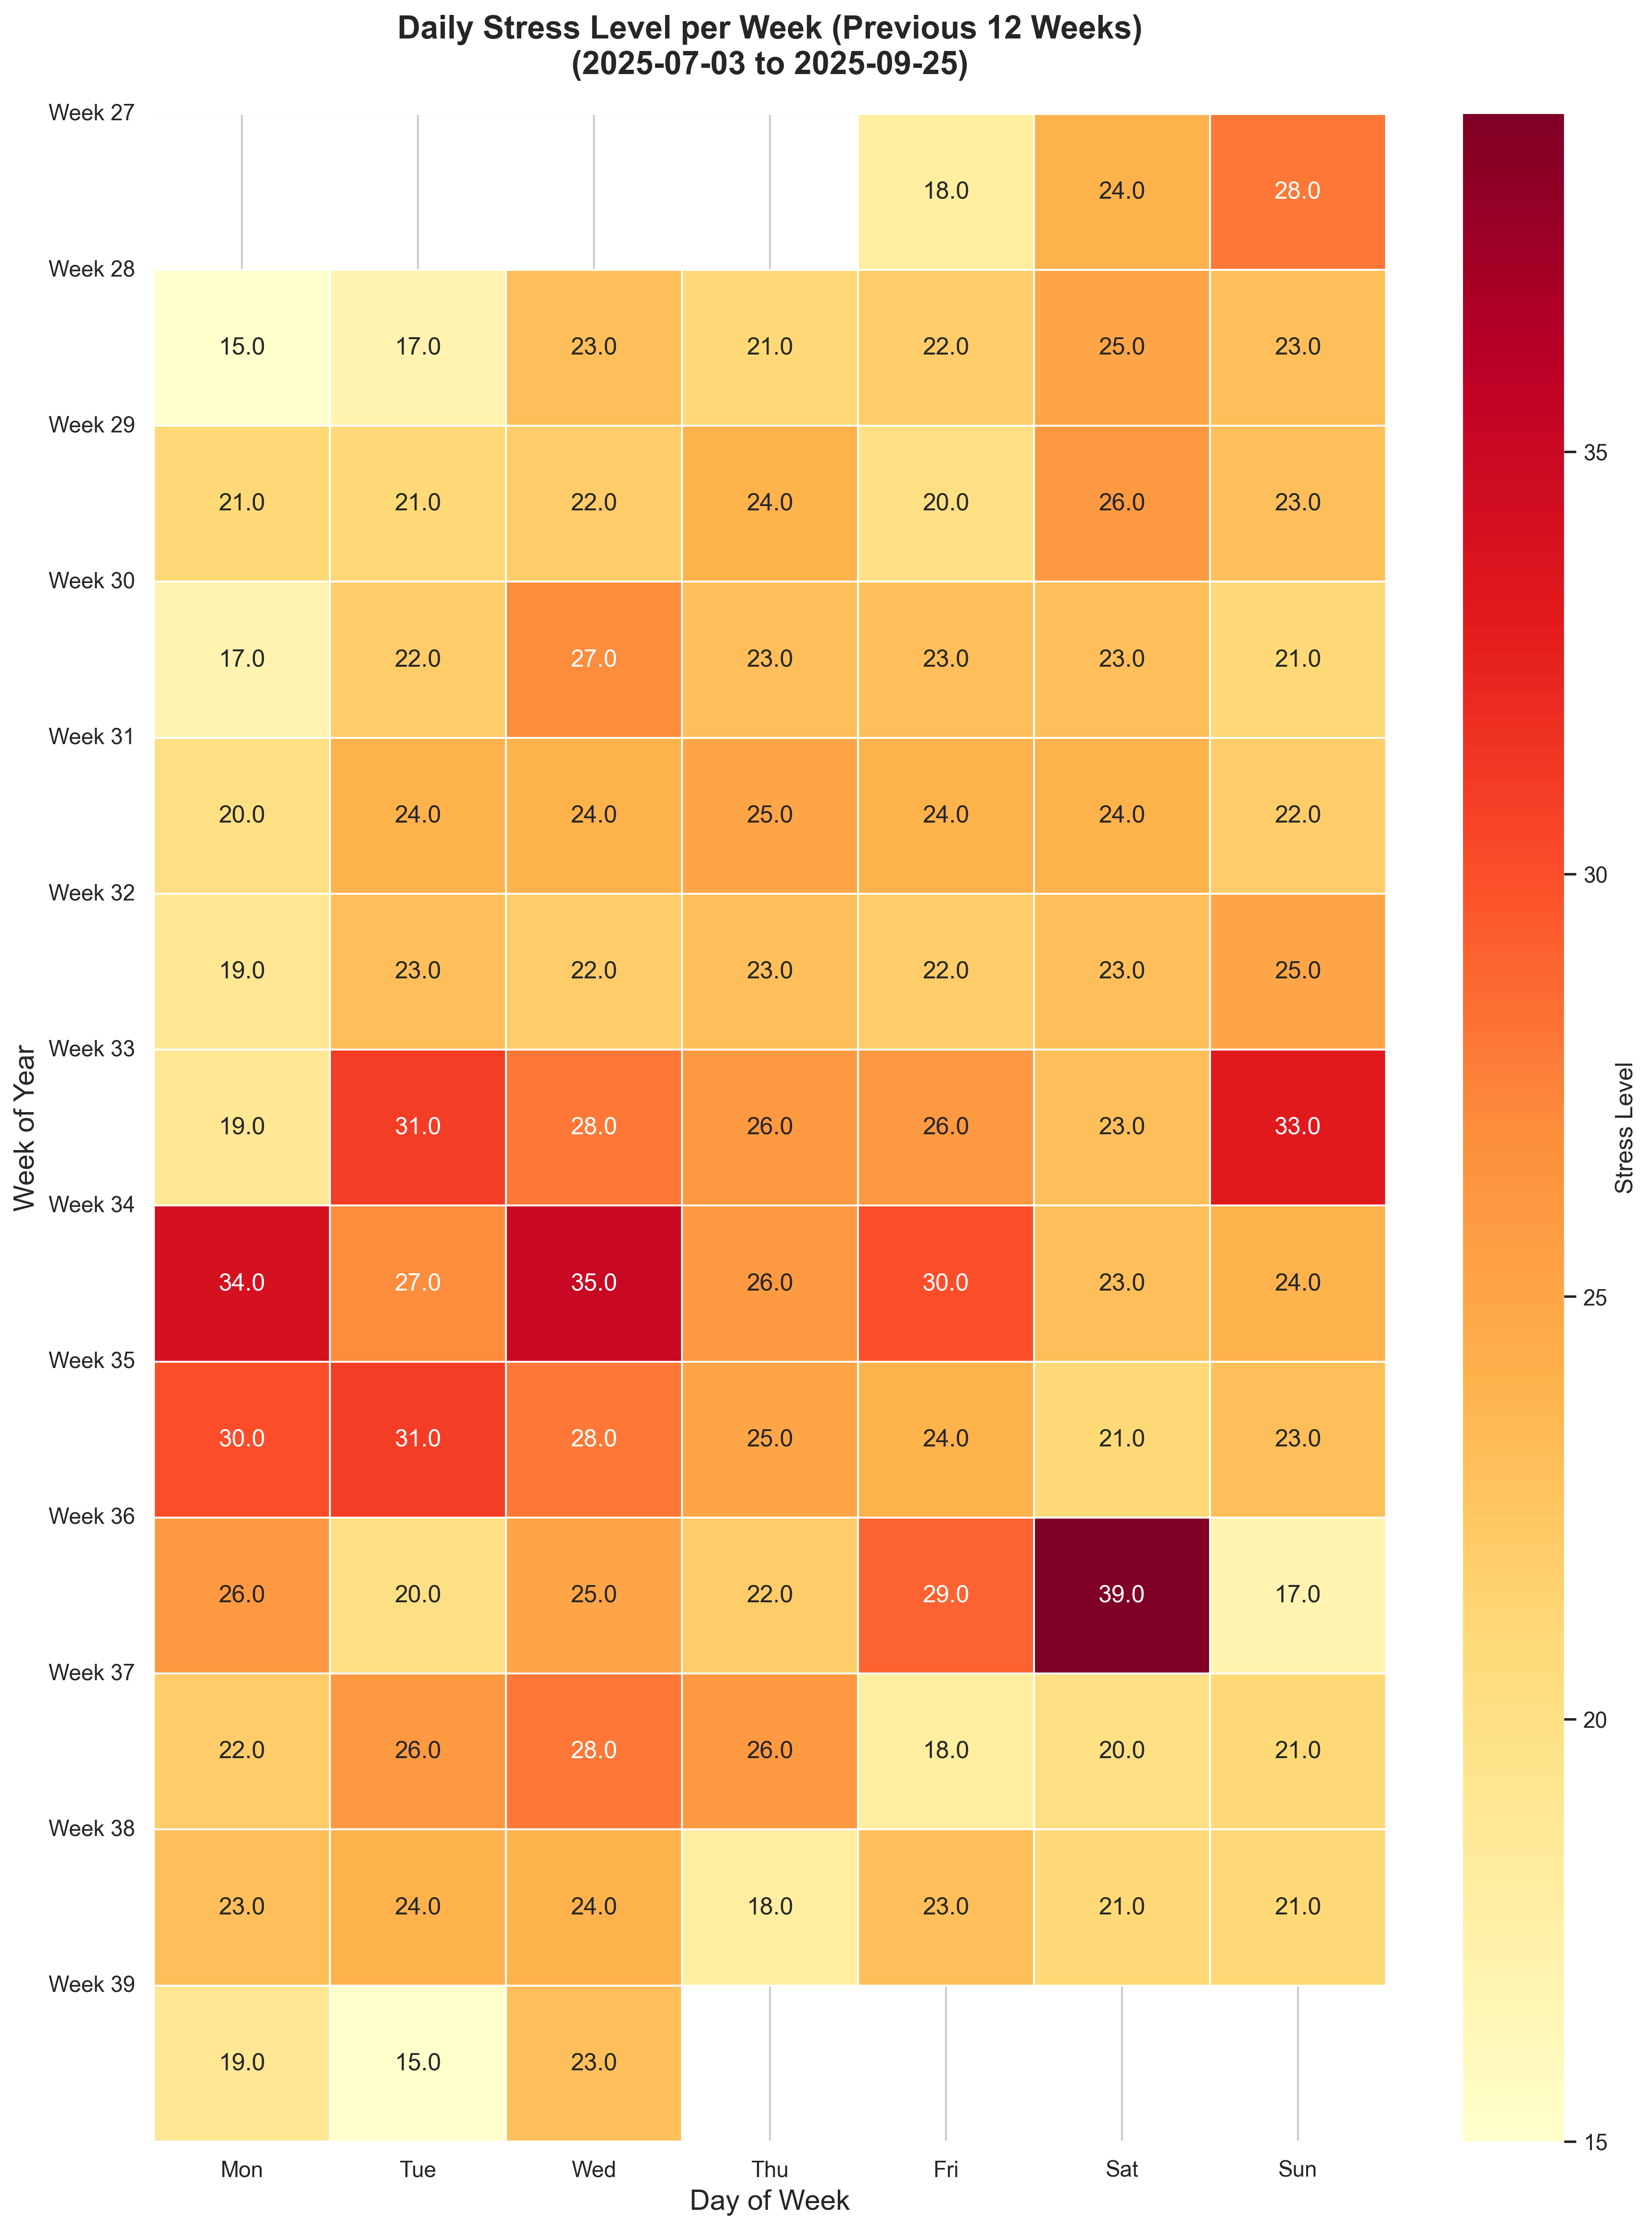 Daily Stress Level per Week (Previous 12 Weeks)
(2025-07-03 to 2025-09-25)
Week 27
18.0 24.0 28.0
Week 28
15.0 17.0 23.0 21.0 22.0 25.0 23.0
Week 29
21.0 21.0 22.0 24.0 20.0 26.0 23.0
Week 30
17.0 22.0 27.0 23.0 23.0 23.0 21.0
Week 31
20.0 24.0 24.0 25.0 24.0 24.0 22.0
Week 32
19.0 23.0 22.0 23.0 22.0 23.0 25.0
Week 33
19.0 31.0 28.0 26.0 26.0 23.0 33.0
Week 34
34.0 27.0 35.0 26.0 30.0 23.0 24.0
Week 35
30.0 31.0 28.0 25.0 24.0 21.0 23.0
Week 36
26.0 20.0 25.0 22.0 29.0 39.0 17.0
Week 37
22.0 26.0 28.0 26.0 18.0 20.0 21.0
Week 38
23.0 24.0 24.0 18.0 23.0 21.0 21.0
Week 39
19.0 15.0 23.0
Mon Tue Wed Thu Fri Sat Sun
Day of Week
Week of Year
35
30
25
20
15
Stress Level